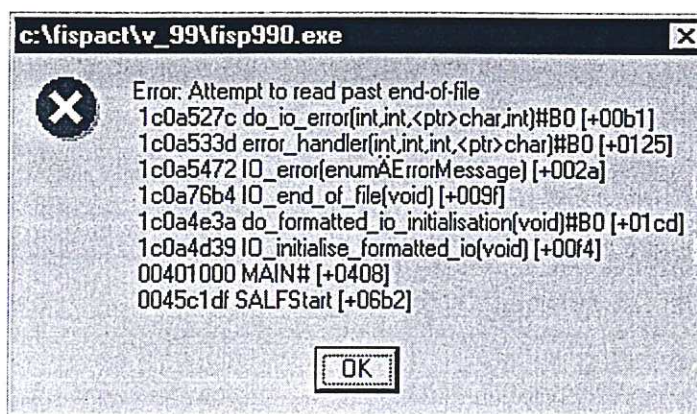 c:\fispact\v_99\fisp990.exe
Error: Attempt to read past end-of-file
1c0a527c do_io_error(int,int,<ptr>char,int)#B0 [+00b1]
1c0a533d error_handler(int,int,int,<ptr>char)#B0 [+0125]
1c0a5472 IO_error(enumÄErrorMessage) [+002a]
1c0a76b4 IO_end_of_file(void) [+009f]
1c0a4e3a do_formatted_io_initialisation(void)#B0 [+01cd]
1c0a4d39 IO_initialise_formatted_io(void) [+00f4]
00401000 MAIN# [+0408]
0045c1df SALFStart [+06b2]
OK